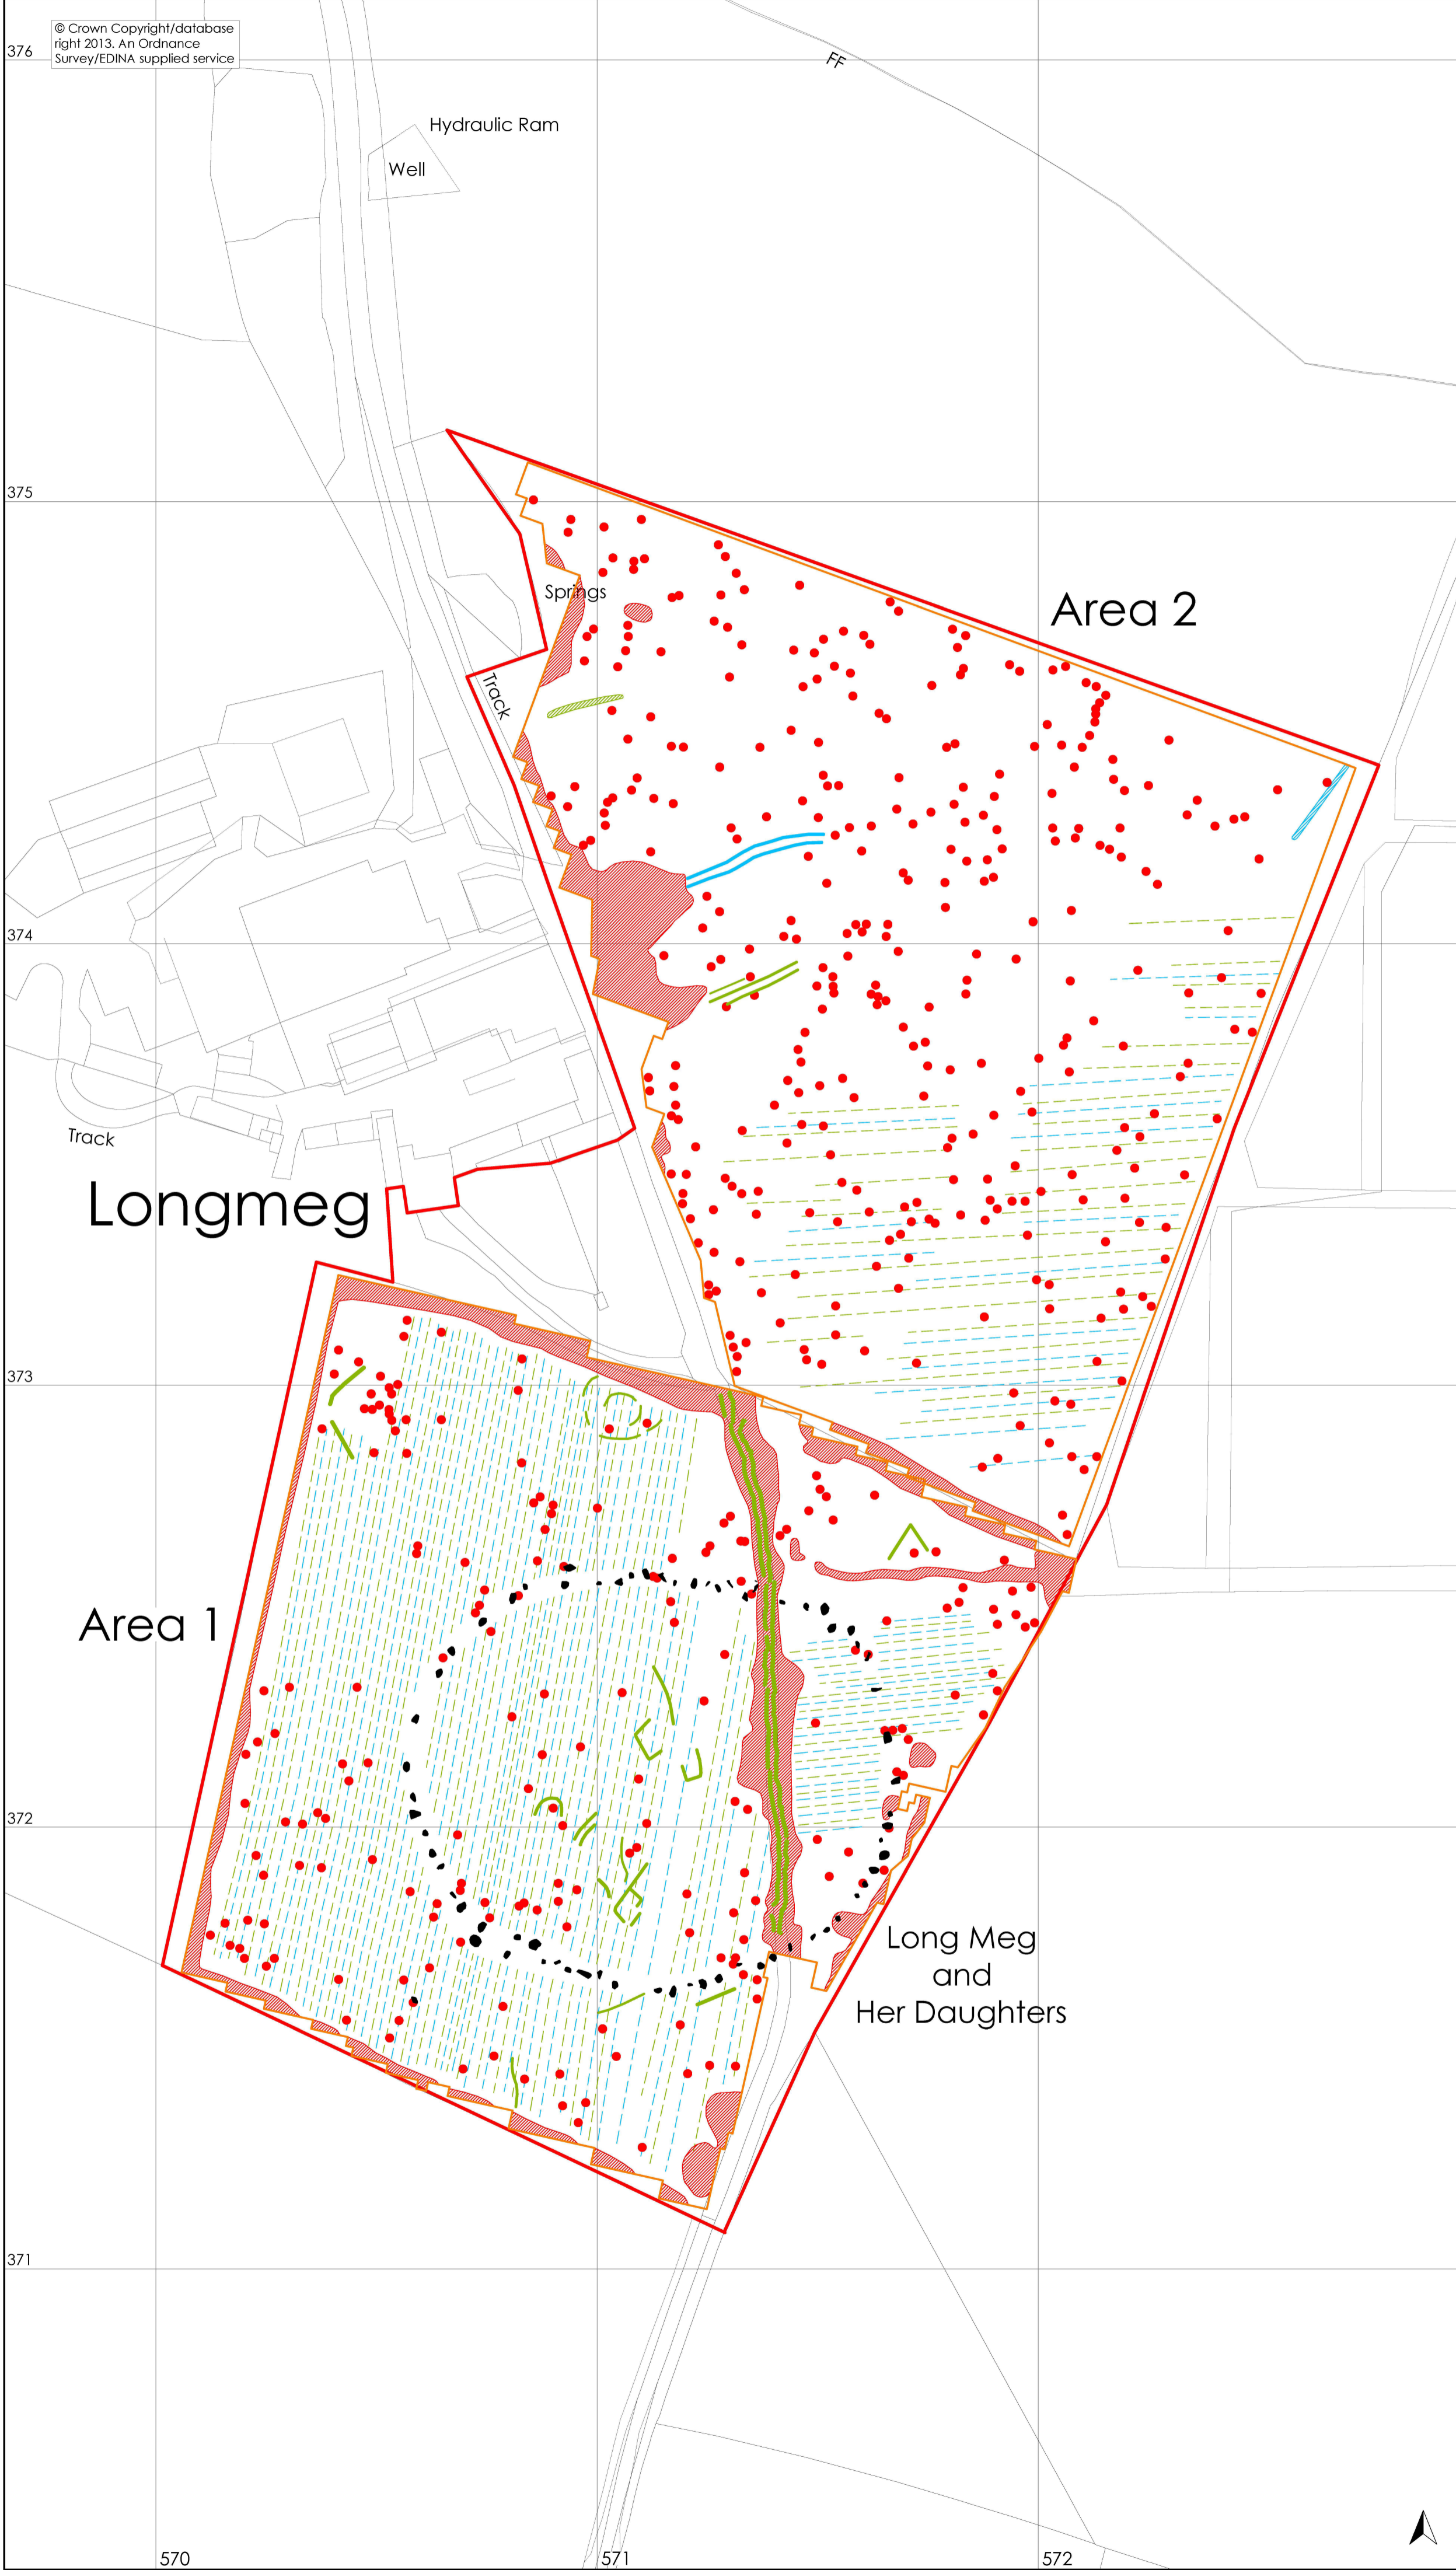 © Crown Copyright/database
right 2013. An Ordnance
Survey/EDINA supplied service
376
FF
Hydraulic Ram
Well
375
Springs
Area 2
Track
374
Track
Longmeg
373
Area 1
372
Long Meg
and
Her Daughters
371
570
571
572